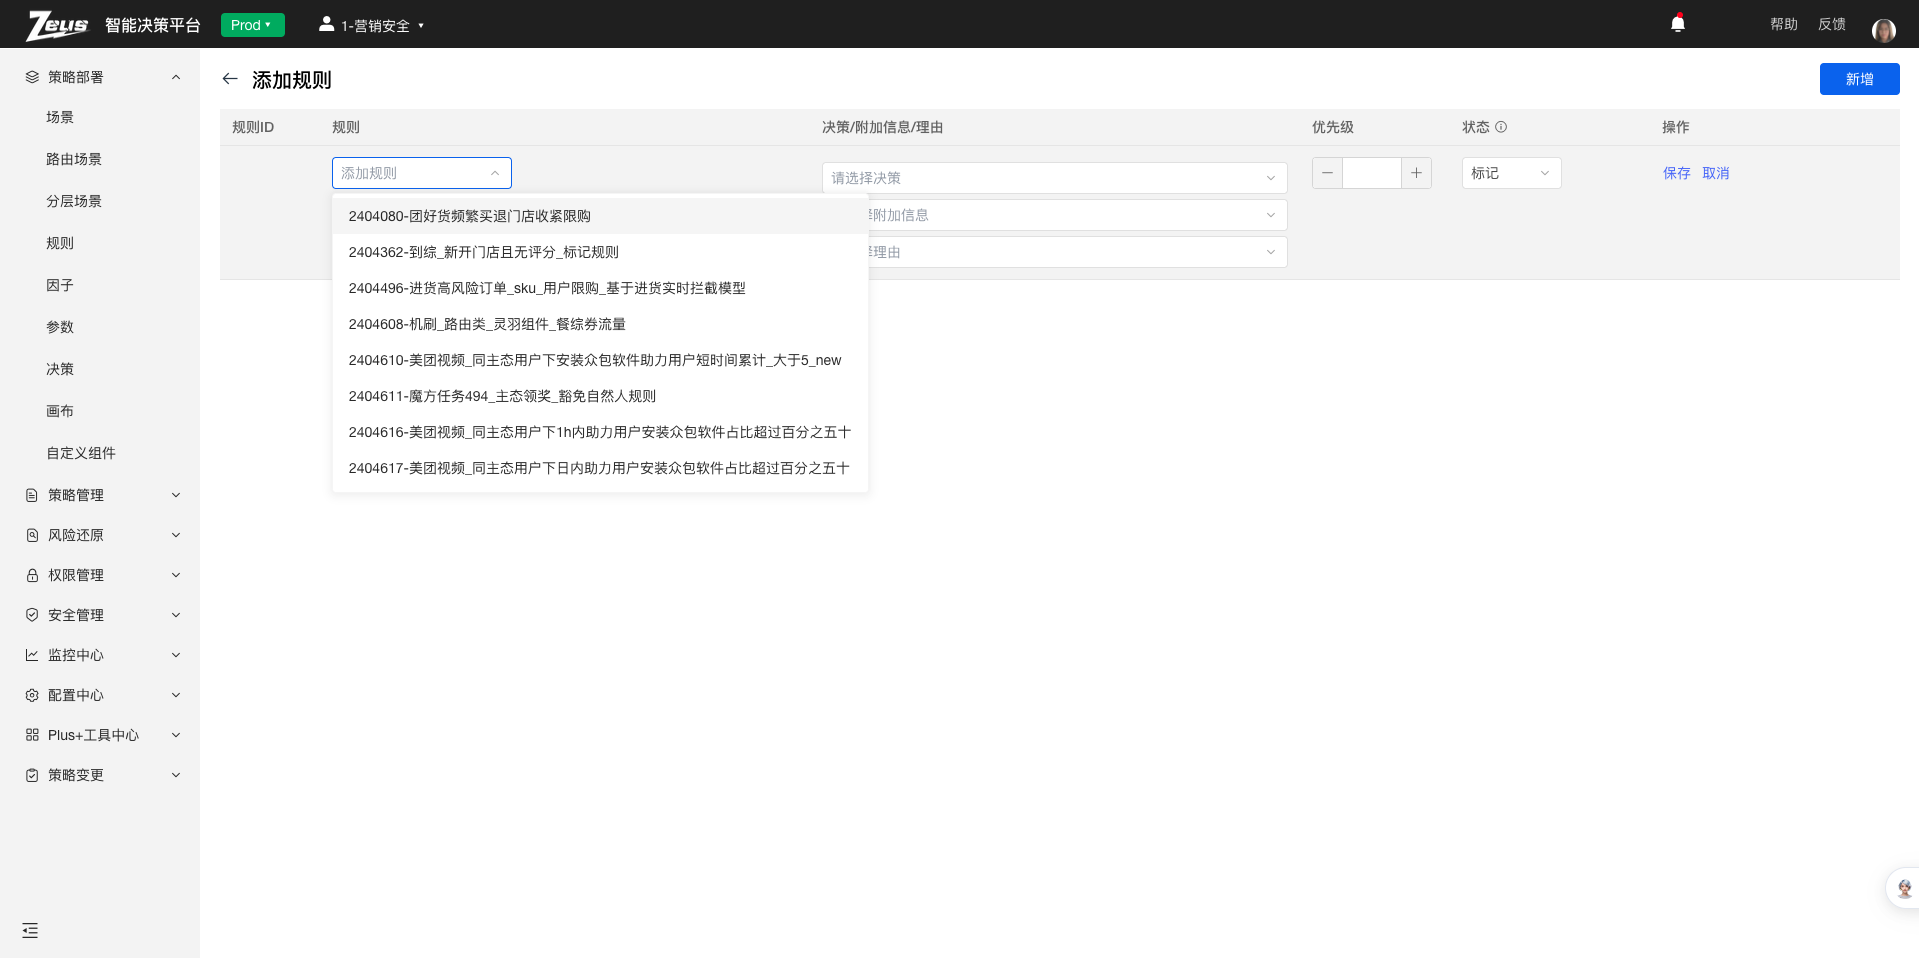 Zeus 智能决策平台 Prod 1-营销安全 帮助 反馈
策略部署
场景
路由场景
分层场景
规则
因子
参数
决策
画布
自定义组件
策略管理
风险还原
权限管理
安全管理
监控中心
配置中心
Plus+工具中心
策略变更
添加规则 新增
规则ID 规则 决策/附加信息/理由 优先级 状态 操作
添加规则 请选择决策 标记 保存 取消
附加信息
理由
2404080-团好货频繁买退门店收紧限购
2404362-到综_新开门店且无评分_标记规则
2404496-进货高风险订单_sku_用户限购_基于进货实时拦截模型
2404608-机刷_路由类_灵羽组件_餐综券流量
2404610-美团视频_同主态用户下安装众包软件助力用户短时间累计_大于5_new
2404611-魔方任务494_主态领奖_豁免自然人规则
2404616-美团视频_同主态用户下1h内助力用户安装众包软件占比超过百分之五十
2404617-美团视频_同主态用户下日内助力用户安装众包软件占比超过百分之五十